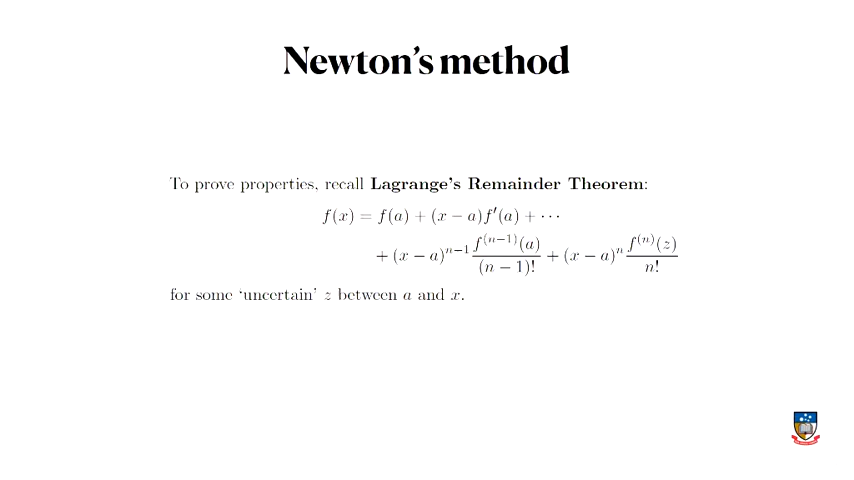 Newton's method
To prove properties, recall Lagrange's Remainder Theorem:
f(x) = f(a) + (x − a)f′(a) + ⋯
+ (x − a)ⁿ⁻¹ f⁽ⁿ⁻¹⁾(a)/(n − 1)! + (x − a)ⁿ f⁽ⁿ⁾(z)/n!
for some ‘uncertain’ z between a and x.